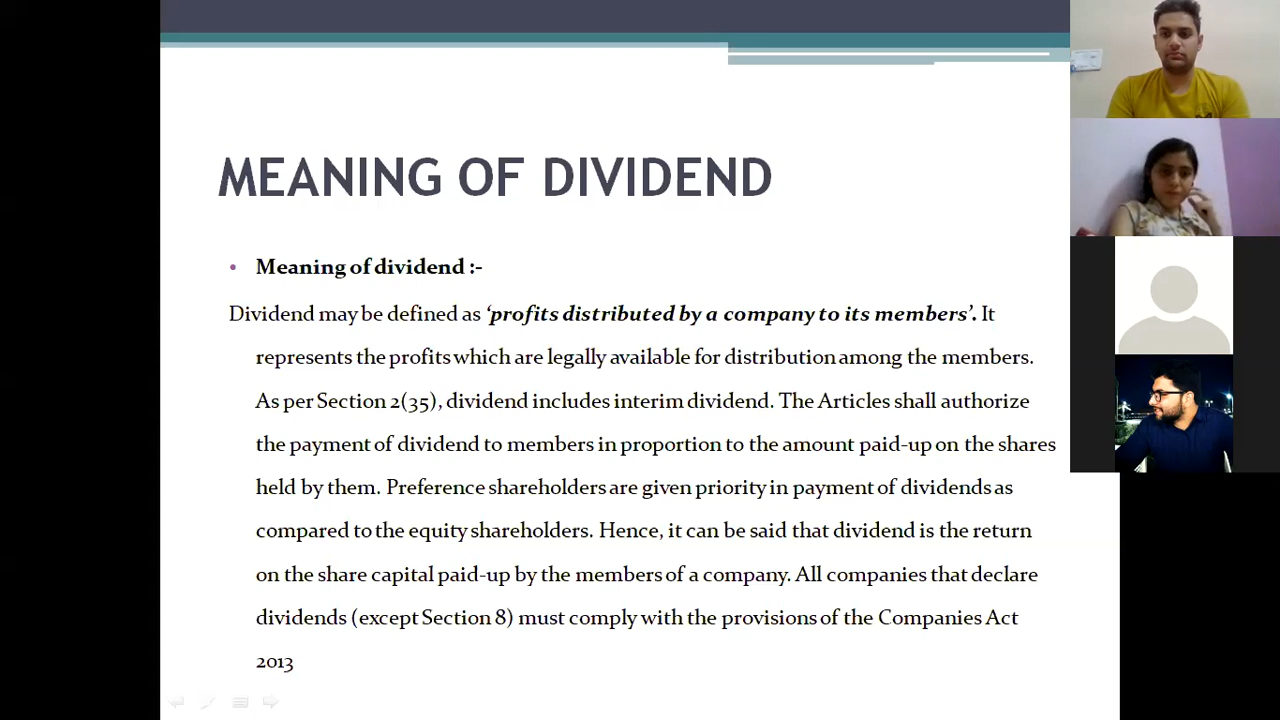 MEANING OF DIVIDEND
• Meaning of dividend :-
Dividend may be defined as ‘profits distributed by a company to its members’. It
represents the profits which are legally available for distribution among the members.
As per Section 2(35), dividend includes interim dividend. The Articles shall authorize
the payment of dividend to members in proportion to the amount paid-up on the shares
held by them. Preference shareholders are given priority in payment of dividends as
compared to the equity shareholders. Hence, it can be said that dividend is the return
on the share capital paid-up by the members of a company. All companies that declare
dividends (except Section 8) must comply with the provisions of the Companies Act
2013